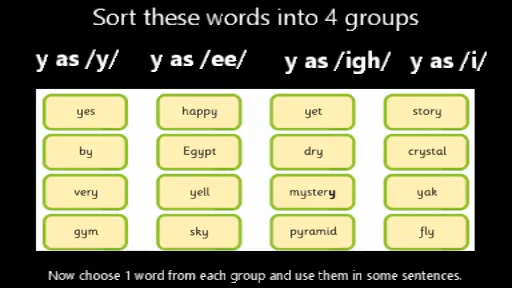 Sort these words into 4 groups
y as /y/ y as /ee/ y as /igh/ y as /i/
yes happy yet story
by Egypt dry crystal
very yell mystery yak
gym sky pyramid fly
Now choose 1 word from each group and use them in some sentences.